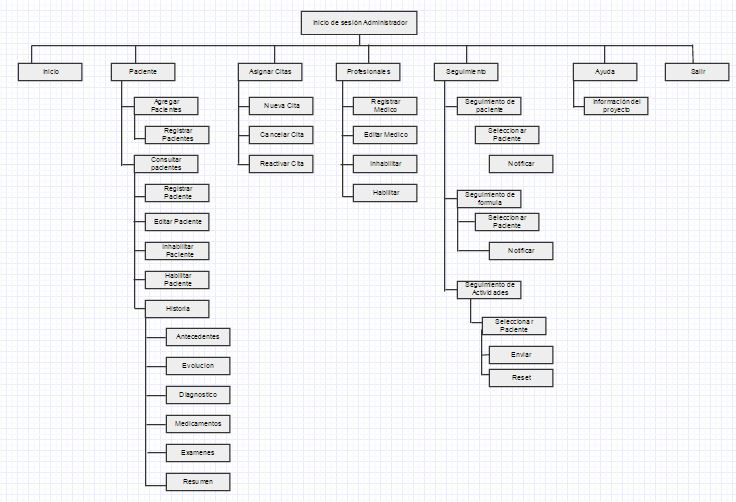 Inicio de sesión Administrador
Inicio
Paciente
Asignar Citas
Profesionales
Seguimiento
Ayuda
Salir
Agregar
Pacientes
Registrar
Pacientes
Consultar
pacientes
Registrar
Paciente
Editar Paciente
Inhabilitar
Paciente
Habilitar
Paciente
Historia
Antecedentes
Evolucion
Diagnostico
Medicamentos
Examenes
Resumen
Nueva Cita
Cancelar Cita
Reactivar Cita
Registrar
Medico
Editar Medico
Inhabilitar
Habilitar
Seguimiento de
paciente
Seleccionar
Paciente
Notificar
Seguimiento de
formula
Seleccionar
Paciente
Notificar
Seguimiento de
Actividades
Seleccionar
Paciente
Enviar
Reset
Información del
proyecto